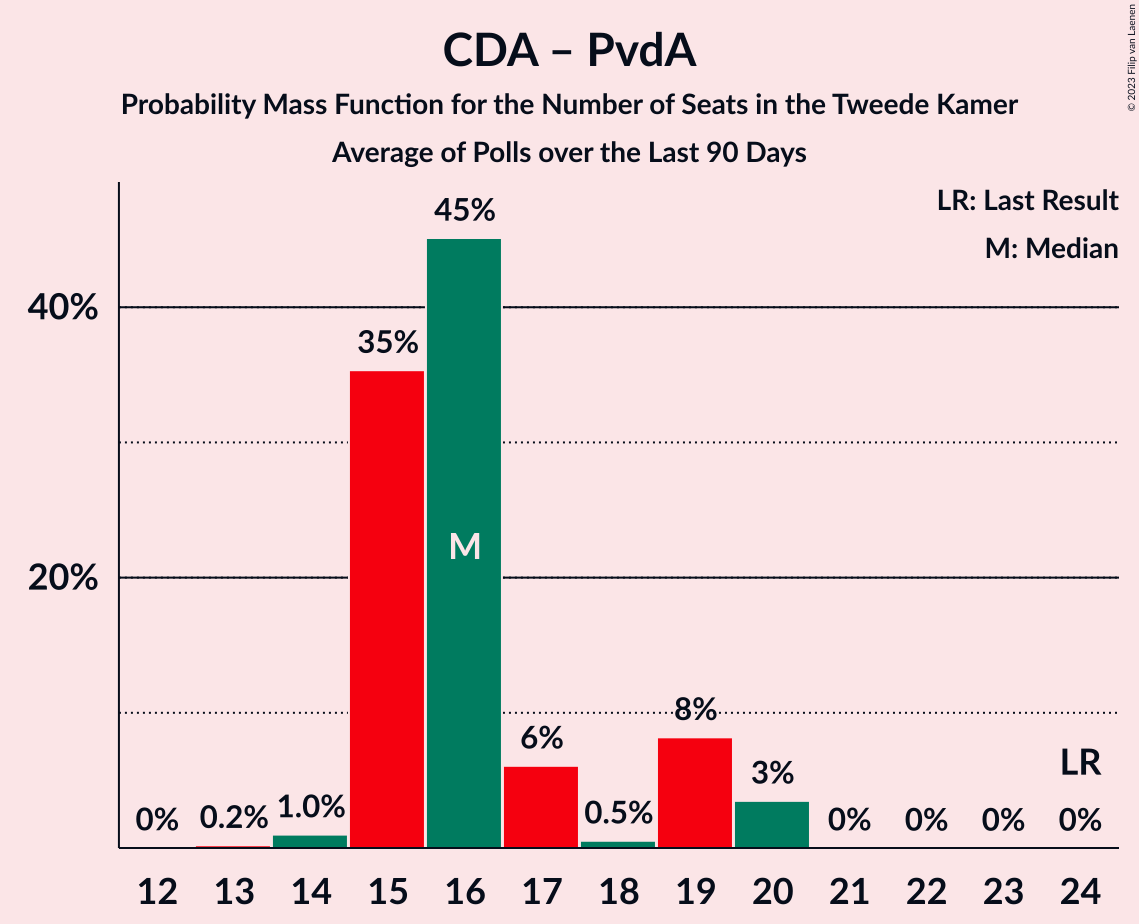 CDA – PvdA
Probability Mass Function for the Number of Seats in the Tweede Kamer
Average of Polls over the Last 90 Days
© 2023 Filip van Laenen
LR: Last Result
M: Median
45%
40%
35%
M
20%
8%
6%
3%
LR
0% 0.2% 1.0% 0.5% 0% 0% 0% 0%
12 13 14 15 16 17 18 19 20 21 22 23 24